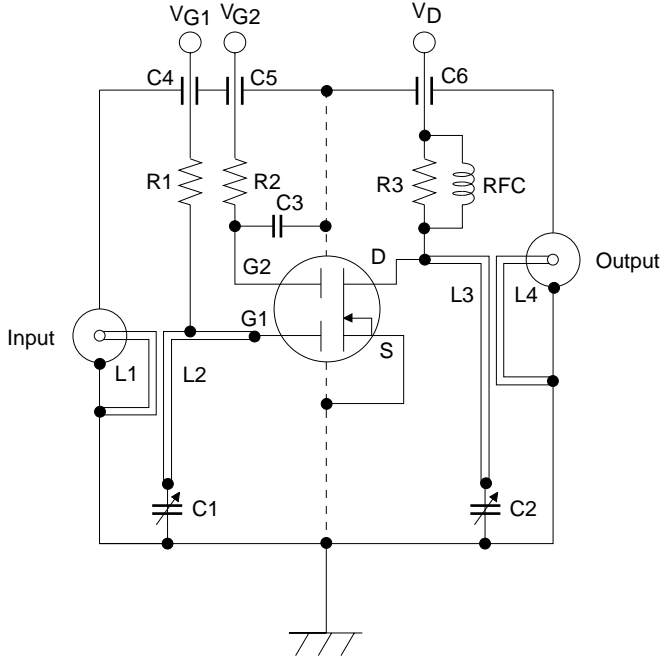 VG1
VG2
VD
C4
C5
C6
R1
R2
C3
R3
RFC
G2
D
Output
Input
G1
S
L1
L2
L3
L4
C1
C2